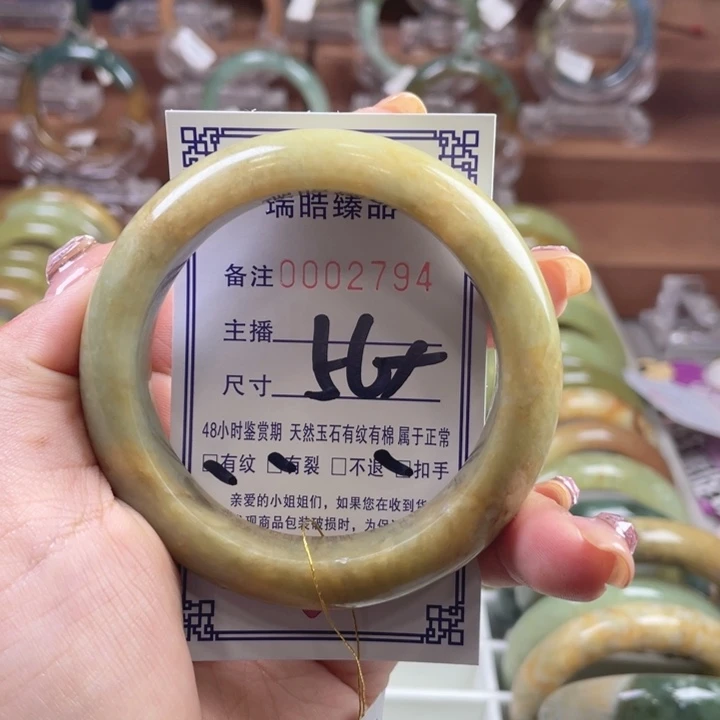 瑞皓臻品
备注0002794
主播
尺寸 56+
48小时鉴赏期 天然玉石有纹有棉 属于正常
□有纹 □有裂 □不退 □扣手
亲爱的小姐姐们，如果您在收到货
现商品包装破损时，为保